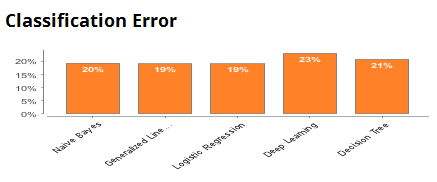 Classification Error
20%
15%
10%
5%
0%
20%
19%
19%
23%
21%
Naive Bayes
Generalized Line...
Logistic Regression
Deep Learning
Decision Tree